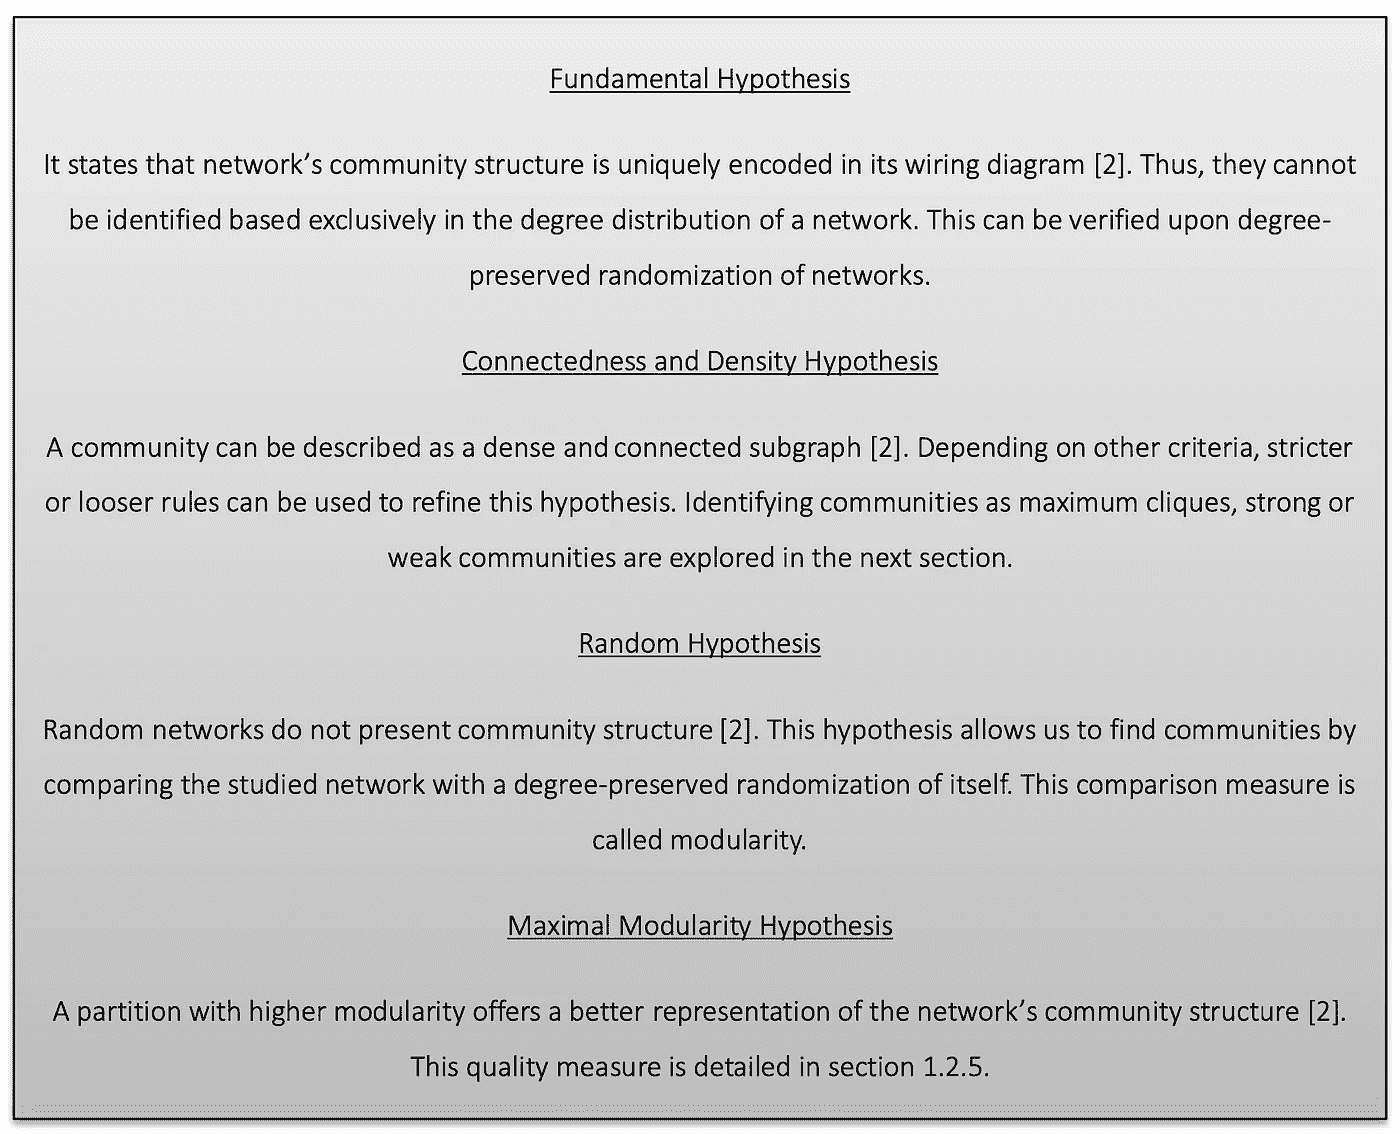 Fundamental Hypothesis
It states that network’s community structure is uniquely encoded in its wiring diagram [2]. Thus, they cannot
be identified based exclusively in the degree distribution of a network. This can be verified upon degree-
preserved randomization of networks.
Connectedness and Density Hypothesis
A community can be described as a dense and connected subgraph [2]. Depending on other criteria, stricter
or looser rules can be used to refine this hypothesis. Identifying communities as maximum cliques, strong or
weak communities are explored in the next section.
Random Hypothesis
Random networks do not present community structure [2]. This hypothesis allows us to find communities by
comparing the studied network with a degree-preserved randomization of itself. This comparison measure is
called modularity.
Maximal Modularity Hypothesis
A partition with higher modularity offers a better representation of the network’s community structure [2].
This quality measure is detailed in section 1.2.5.